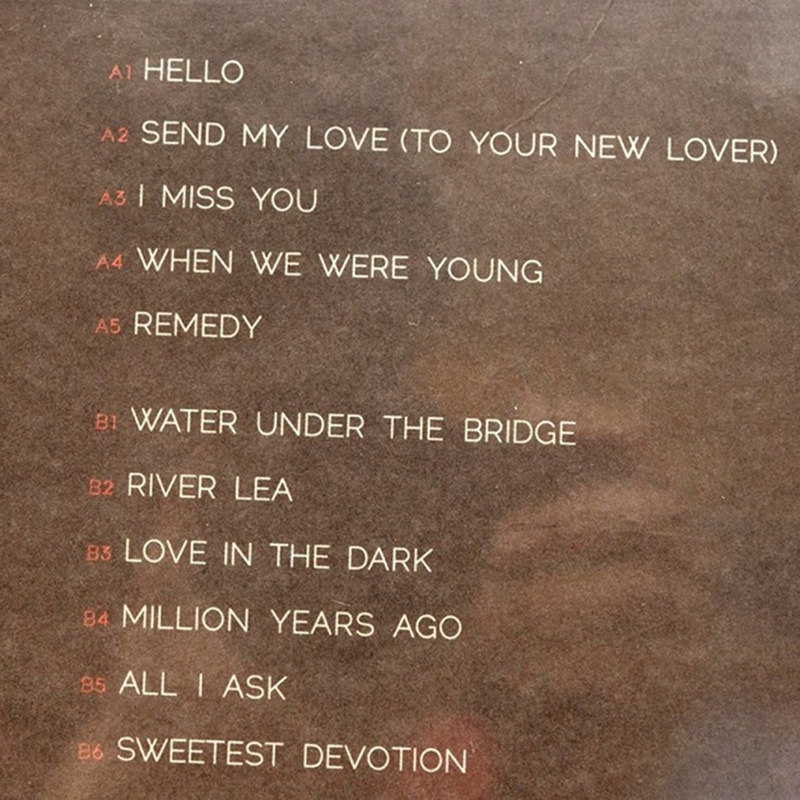 A1 HELLO
A2 SEND MY LOVE (TO YOUR NEW LOVER)
A3 I MISS YOU
A4 WHEN WE WERE YOUNG
A5 REMEDY
B1 WATER UNDER THE BRIDGE
B2 RIVER LEA
B3 LOVE IN THE DARK
B4 MILLION YEARS AGO
B5 ALL I ASK
B6 SWEETEST DEVOTION